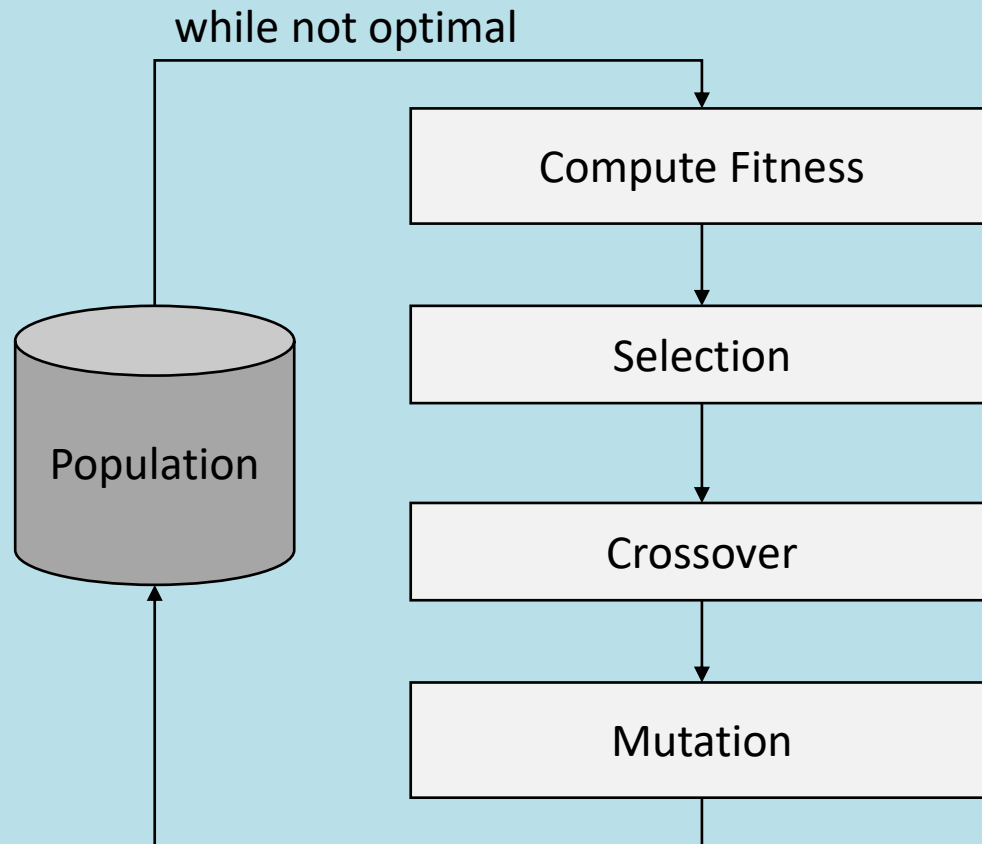 while not optimal
Compute Fitness
Selection
Population
Crossover
Mutation